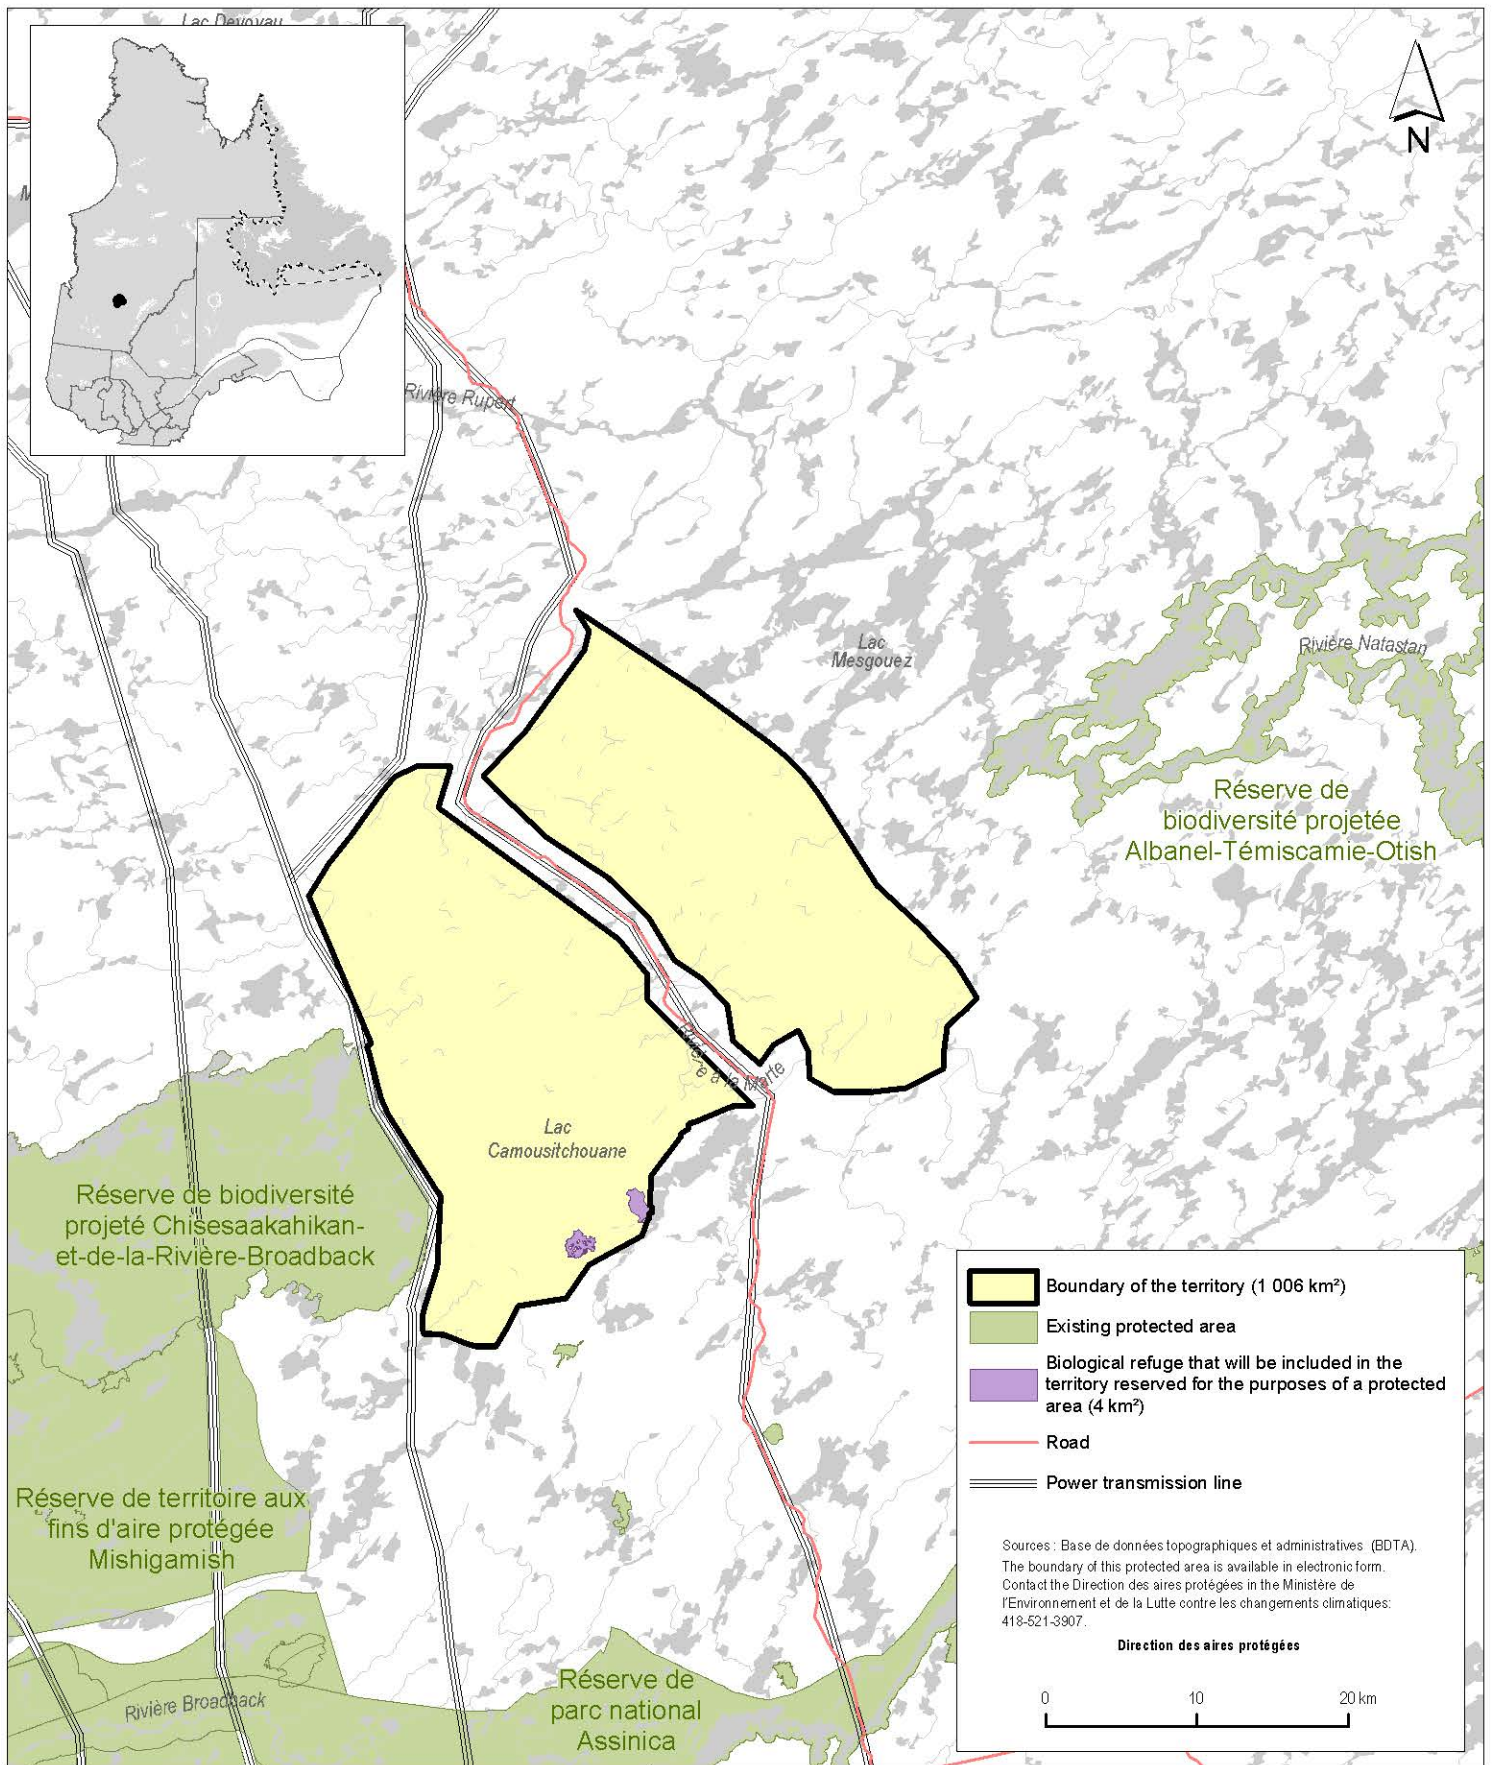 Lac Devoyau
N
Rivière Rupert
Lac
Mesgouez
Rivière Natastan
Réserve de
biodiversité projetée
Albanel-Témiscamie-Otish
Rivière à la Marte
Lac
Camousitchouane
Réserve de biodiversité
projeté Chisesaakahikan-
et-de-la-Rivière-Broadback
Réserve de territoire aux
fins d'aire protégée
Mishigamish
Rivière Broadback
Réserve de
parc national
Assinica
Boundary of the territory (1 006 km²)
Existing protected area
Biological refuge that will be included in the
territory reserved for the purposes of a protected
area (4 km²)
Road
Power transmission line
Sources : Base de données topographiques et administratives (BDTA).
The boundary of this protected area is available in electronic form.
Contact the Direction des aires protégées in the Ministère de
l'Environnement et de la Lutte contre les changements climatiques:
418-521-3907.
Direction des aires protégées
0 10 20 km